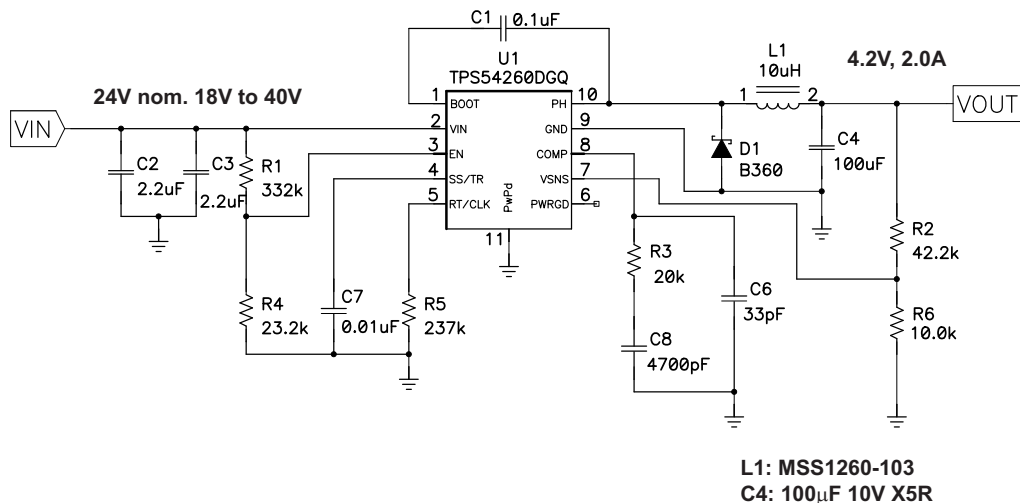 C1
0.1uF
U1
TPS54260DGQ
L1
10uH
4.2V, 2.0A
24V nom. 18V to 40V
VIN
1
BOOT
PH
10
1
2
VOUT
2
VIN
GND
9
3
EN
COMP
8
4
SS/TR
VSNS
7
5
RT/CLK
PWRGD
6
PwPd
11
C2
2.2uF
C3
2.2uF
R1
332k
D1
B360
C4
100uF
R2
42.2k
R3
20k
R4
23.2k
C7
0.01uF
R5
237k
C6
33pF
R6
10.0k
C8
4700pF
L1: MSS1260-103
C4: 100μF 10V X5R